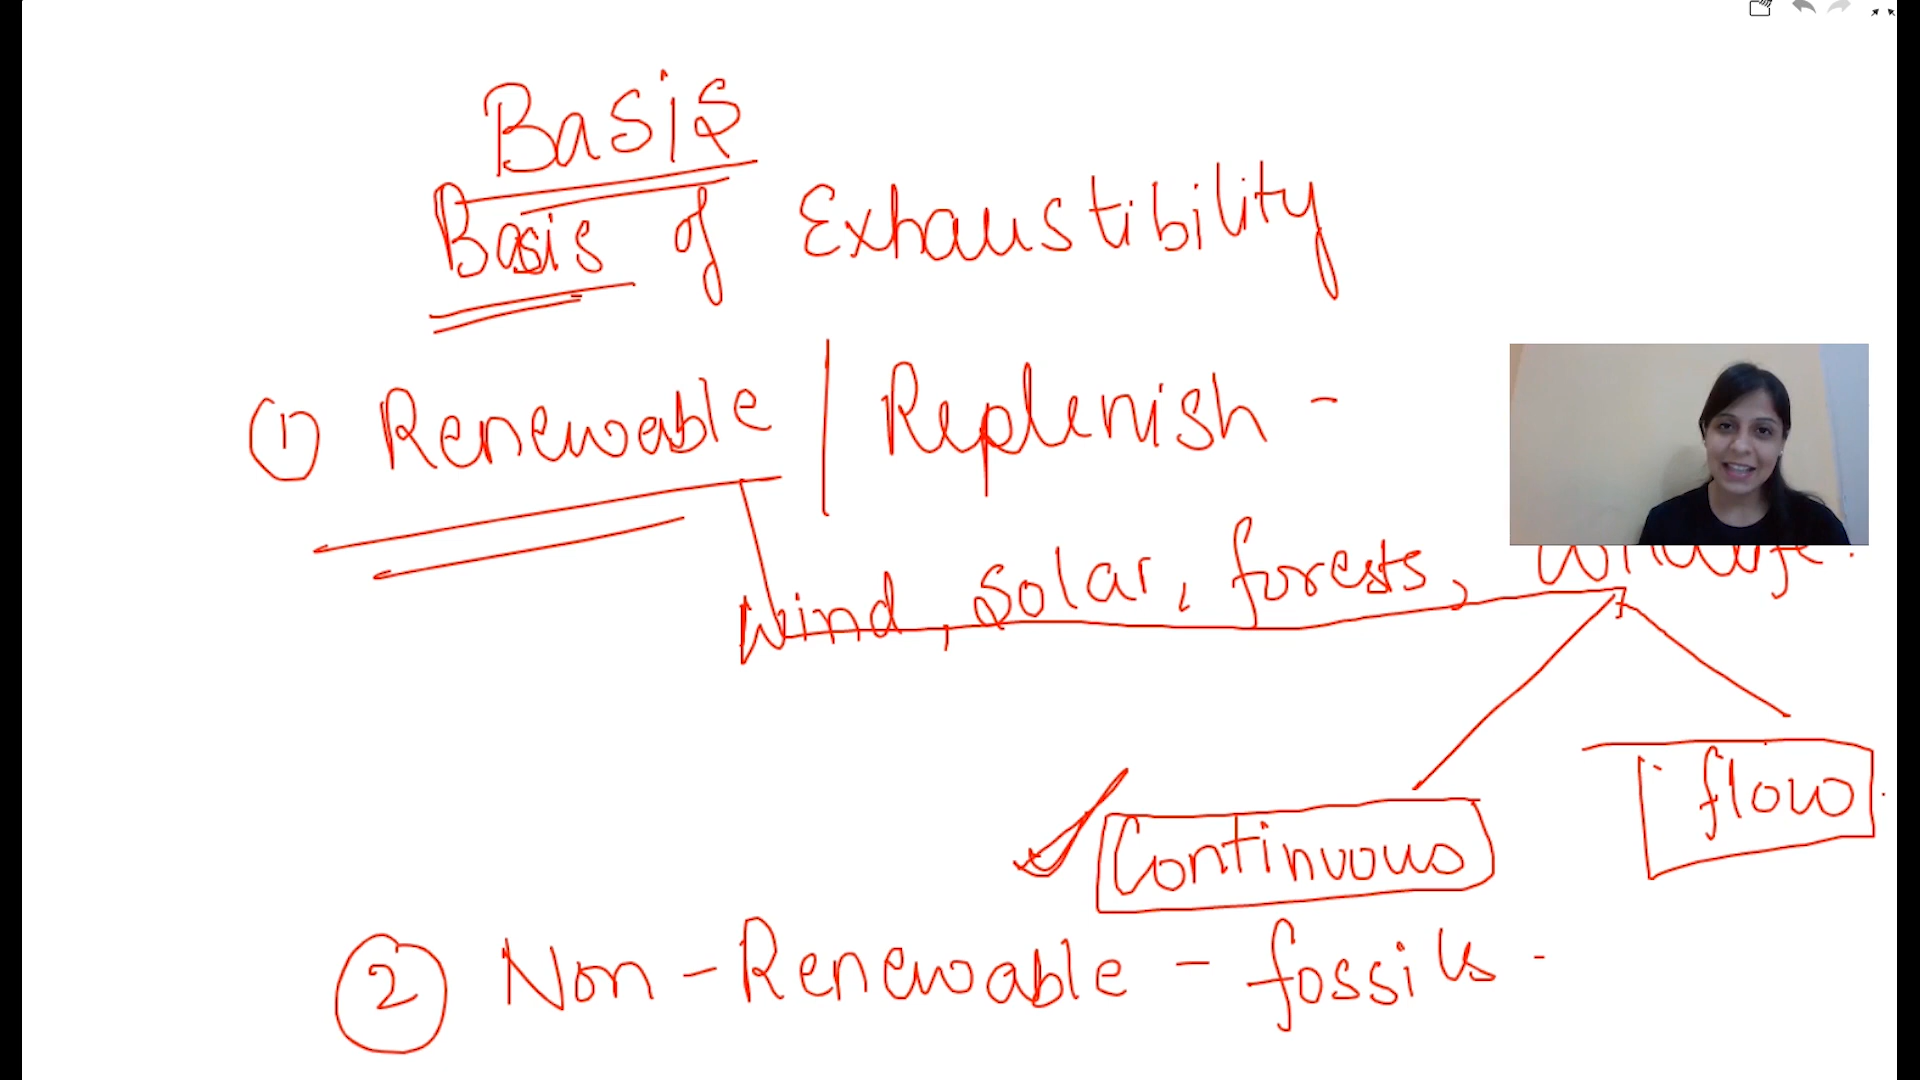 Basis
Basis of Exhaustibility
① Renewable | Replenish -
Wind, Solar, forests,
Continuous
flow
② Non-Renewable - fossils.